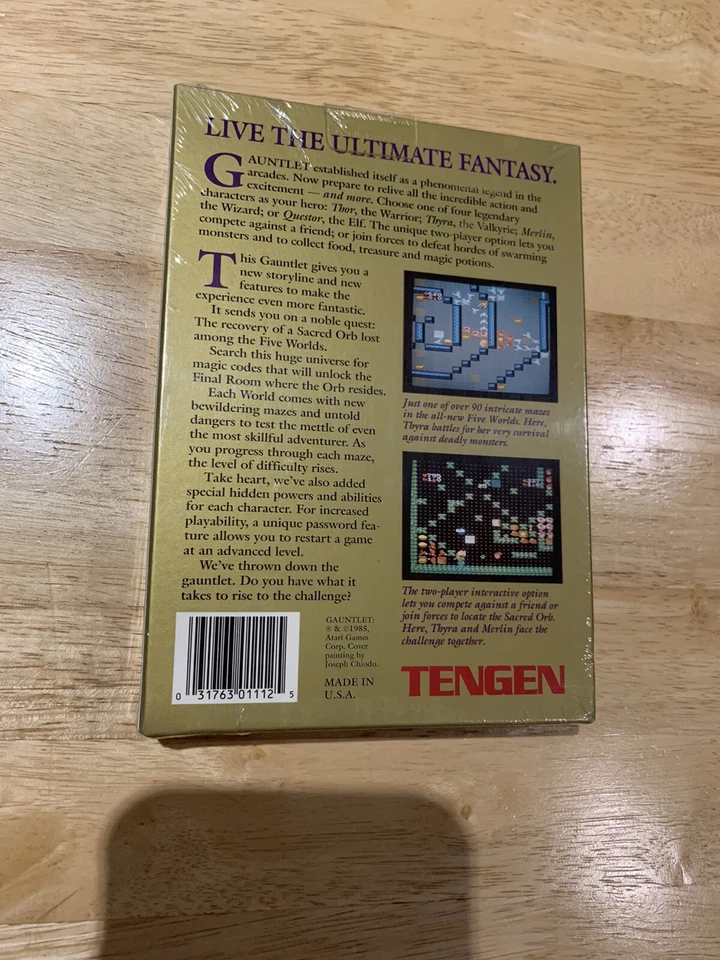 LIVE THE ULTIMATE FANTASY.
GAUNTLET established itself as a phenomenal legend in the
arcades. Now prepare to relive all the incredible action and
excitement — and more. Choose one of four legendary
characters as your hero: Thor, the Warrior; Thyra, the Valkyrie; Merlin,
the Wizard; or Questor, the Elf. The unique two-player option lets you
compete against a friend; or join forces to defeat hordes of swarming
monsters and to collect food, treasure and magic potions.
This Gauntlet gives you a
new storyline and new
features to make the
experience even more fantastic.
It sends you on a noble quest:
The recovery of a Sacred Orb lost
among the Five Worlds.
Search this huge universe for
magic codes that will unlock the
Final Room where the Orb resides.
Each World comes with new
bewildering mazes and untold
dangers to test the mettle of even
the most skillful adventurer. As
you progress through each maze,
the level of difficulty rises.
Take heart, we've also added
special hidden powers and abilities
for each character. For increased
playability, a unique password fea-
ture allows you to restart a game
at an advanced level.
We've thrown down the
gauntlet. Do you have what it
takes to rise to the challenge?
Just one of over 90 intricate mazes
in the all-new Five Worlds. Here,
Thyra battles for her very survival
against deadly monsters.
The two-player interactive option
lets you compete against a friend or
join forces to locate the Sacred Orb.
Here, Thyra and Merlin face the
challenge together.
0 31763 01112 5
GAUNTLET:
® & ©1985,
Atari Games
Corp. Cover
painting by
Joseph Chiodo.
MADE IN
U.S.A.
TENGEN